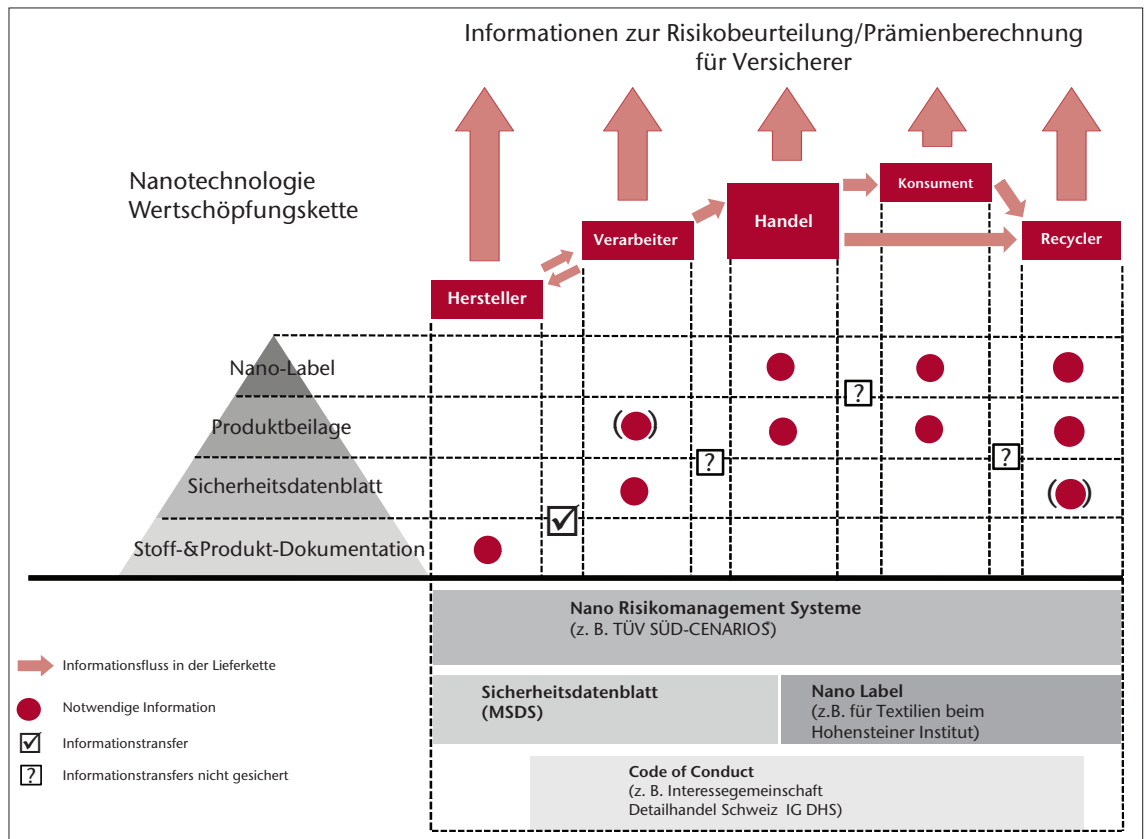 Informationen zur Risikobeurteilung/Prämienberechnung
für Versicherer
Nanotechnologie
Wertschöpfungskette
Konsument
Handel
Verarbeiter
Recycler
Hersteller
Nano-Label
?
Produktbeilage
( )
?
?
Sicherheitsdatenblatt
( )
Stoff-&Produkt-Dokumentation
Nano Risikomanagement Systeme
(z. B. TÜV SÜD-CENARIOS®)
Informationsfluss in der Lieferkette
Notwendige Information
Informationstransfer
? Informationstransfers nicht gesichert
Sicherheitsdatenblatt
(MSDS)
Nano Label
(z.B. für Textilien beim
Hohensteiner Institut)
Code of Conduct
(z. B. Interessegemeinschaft
Detailhandel Schweiz IG DHS)